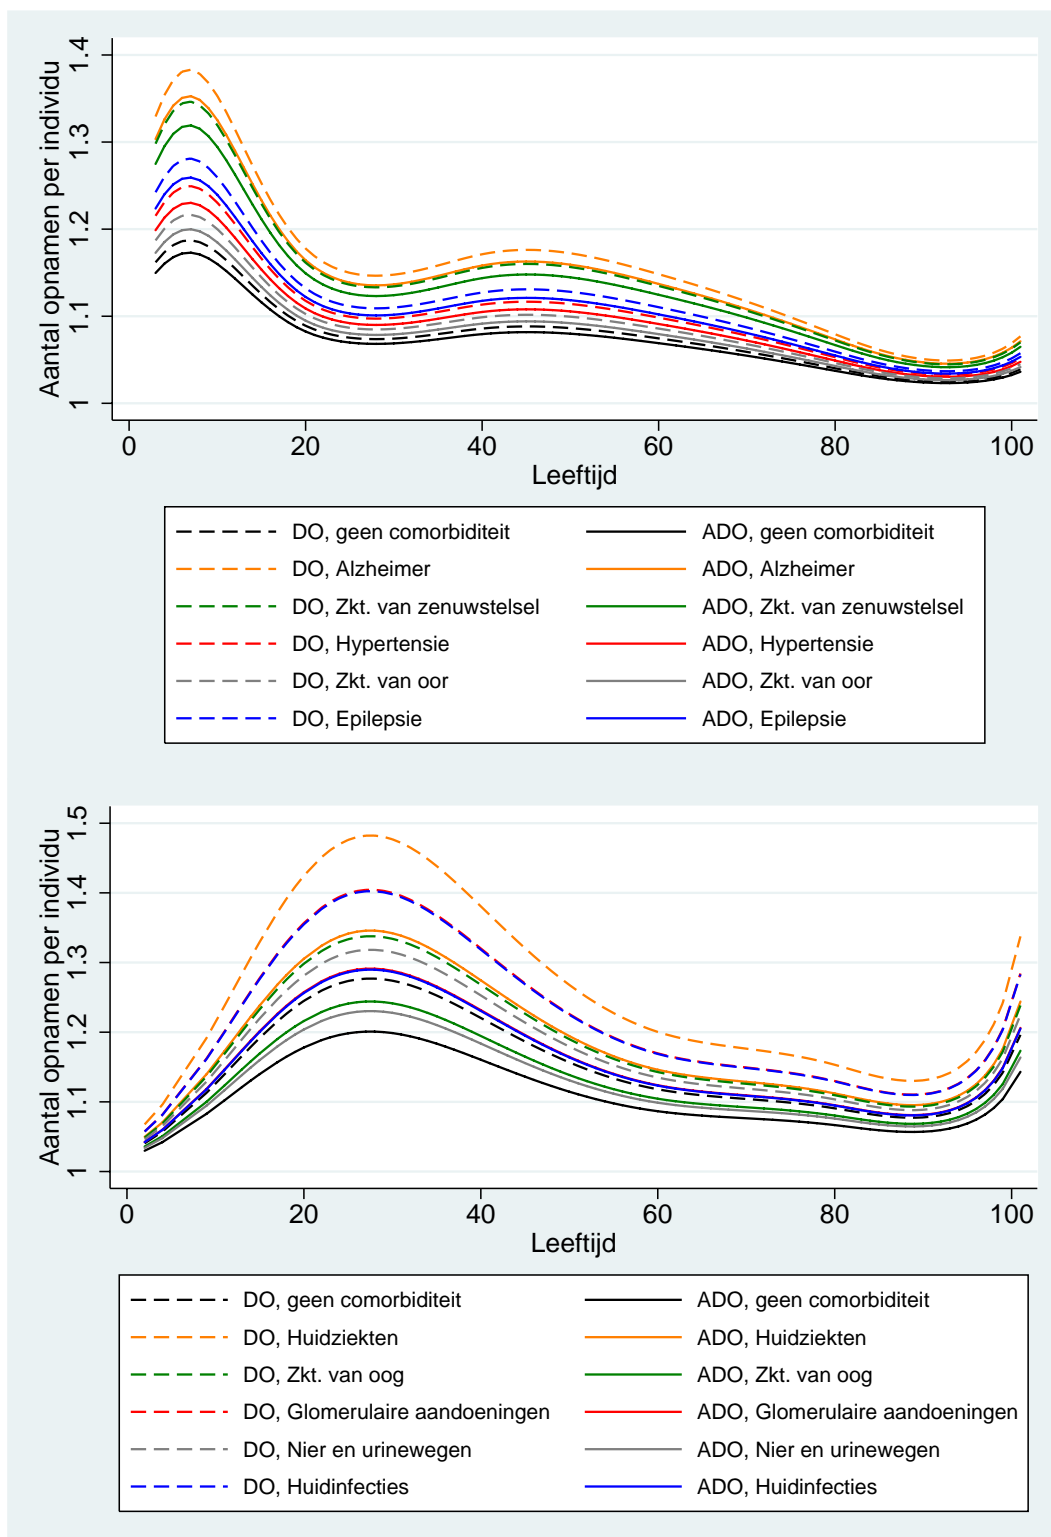 Aantal opnamen per individu
1.4
1.3
1.2
1.1
1
0 20 40 60 80 100
Leeftijd
DO, geen comorbiditeit ADO, geen comorbiditeit
DO, Alzheimer ADO, Alzheimer
DO, Zkt. van zenuwstelsel ADO, Zkt. van zenuwstelsel
DO, Hypertensie ADO, Hypertensie
DO, Zkt. van oor ADO, Zkt. van oor
DO, Epilepsie ADO, Epilepsie
Aantal opnamen per individu
1.5
1.4
1.3
1.2
1.1
1
0 20 40 60 80 100
Leeftijd
DO, geen comorbiditeit ADO, geen comorbiditeit
DO, Huidziekten ADO, Huidziekten
DO, Zkt. van oog ADO, Zkt. van oog
DO, Glomerulaire aandoeningen ADO, Glomerulaire aandoeningen
DO, Nier en urinewegen ADO, Nier en urinewegen
DO, Huidinfecties ADO, Huidinfecties